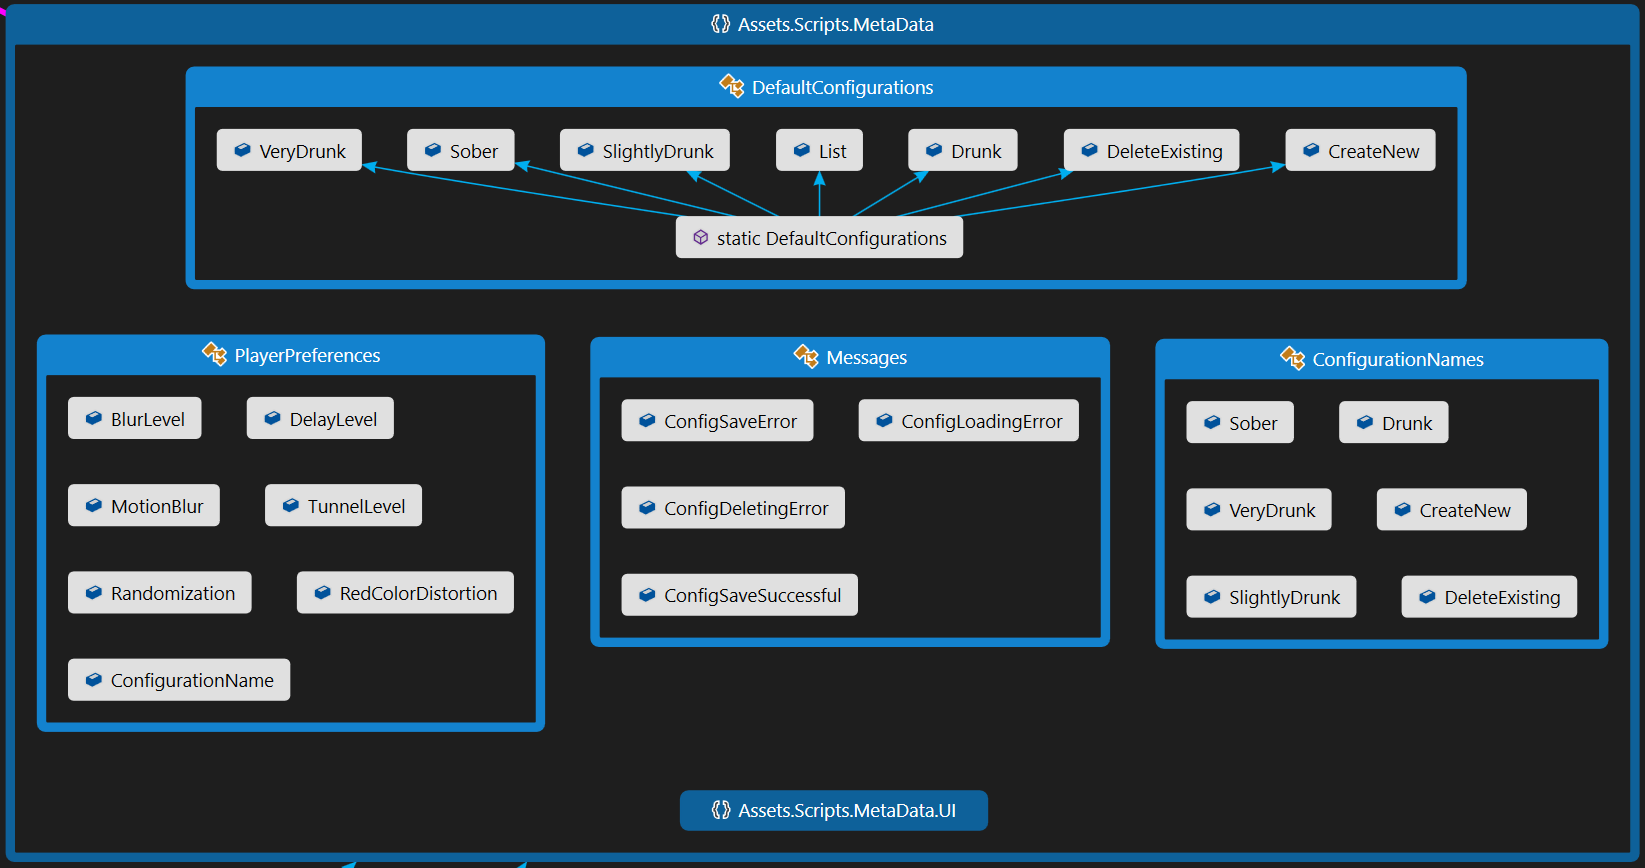 Assets.Scripts.MetaData
DefaultConfigurations
VeryDrunk
Sober
SlightlyDrunk
List
Drunk
DeleteExisting
CreateNew
static DefaultConfigurations
PlayerPreferences
BlurLevel
DelayLevel
MotionBlur
TunnelLevel
Randomization
RedColorDistortion
ConfigurationName
Messages
ConfigSaveError
ConfigLoadingError
ConfigDeletingError
ConfigSaveSuccessful
ConfigurationNames
Sober
Drunk
VeryDrunk
CreateNew
SlightlyDrunk
DeleteExisting
Assets.Scripts.MetaData.UI